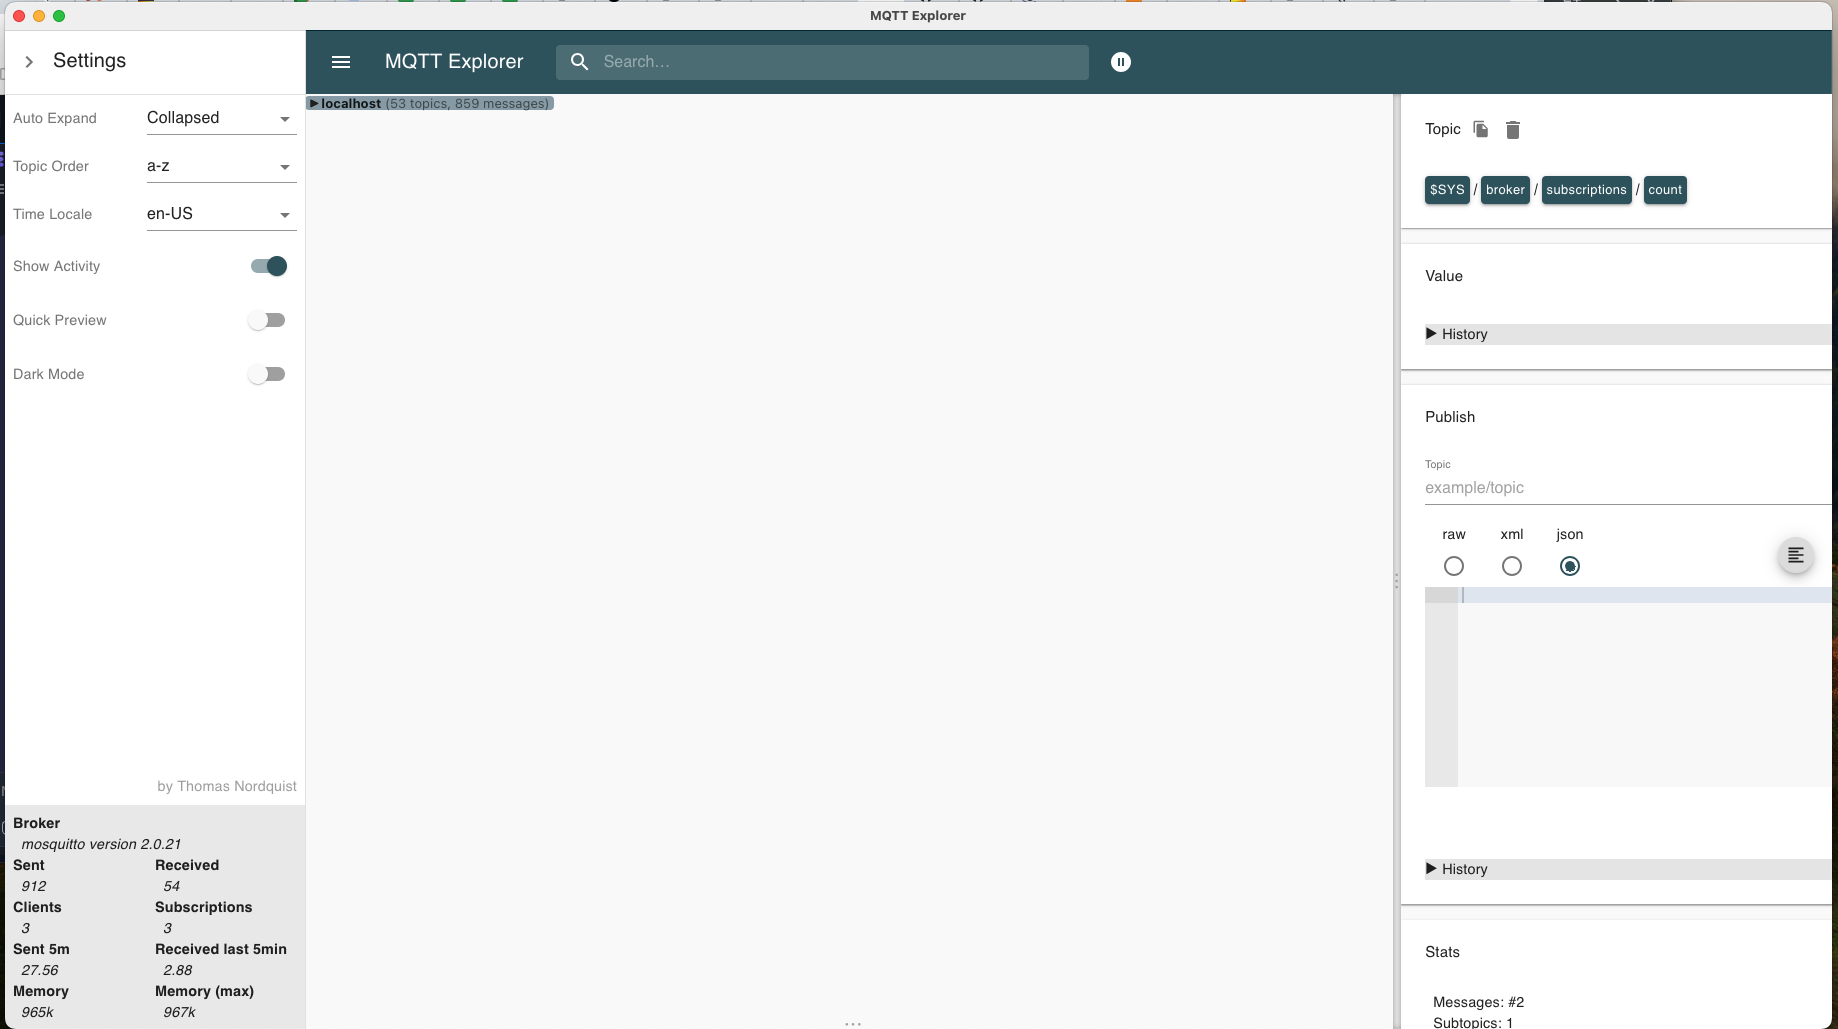 MQTT Explorer
Settings
MQTT Explorer
Search...
Auto Expand
Collapsed
Topic Order
a-z
Time Locale
en-US
Show Activity
Quick Preview
Dark Mode
by Thomas Nordquist
Broker
mosquitto version 2.0.21
Sent Received
912 54
Clients Subscriptions
3 3
Sent 5m Received last 5min
27.56 2.88
Memory Memory (max)
965k 967k
▶localhost (53 topics, 859 messages)
Topic
$SYS / broker / subscriptions / count
Value
▶ History
Publish
Topic
example/topic
raw xml json
▶ History
Stats
Messages: #2
Subtopics: 1